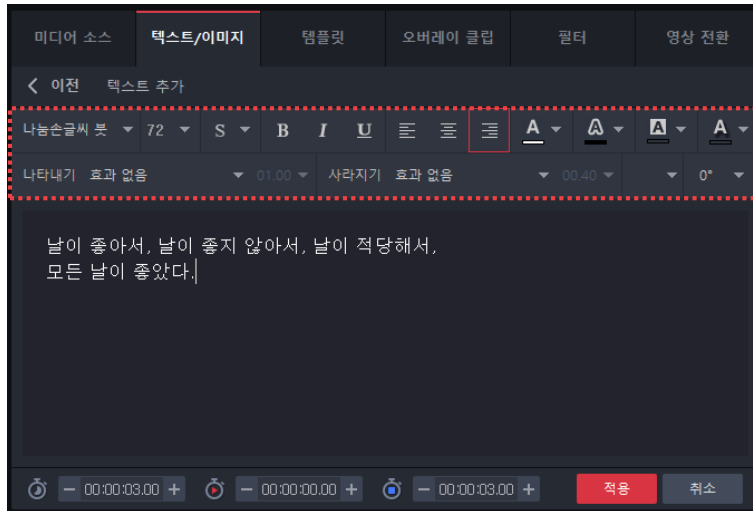 미디어 소스 텍스트/이미지 템플릿 오버레이 클립 필터 영상 전환
이전 텍스트 추가
나눔손글씨 붓 72 S B I U A A A A
나타내기 효과 없음 01.00 사라지기 효과 없음 00.40 0°
날이 좋아서, 날이 좋지 않아서, 날이 적당해서,
모든 날이 좋았다.
00:00:03.00 00:00:00.00 00:00:03.00 적용 취소